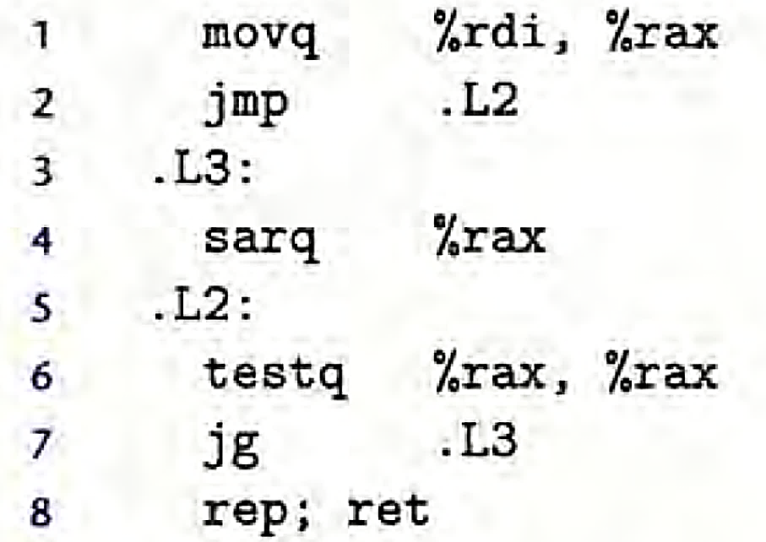 1 movq %rdi, %rax
2 jmp .L2
3 .L3:
4 sarq %rax
5 .L2:
6 testq %rax, %rax
7 jg .L3
8 rep; ret